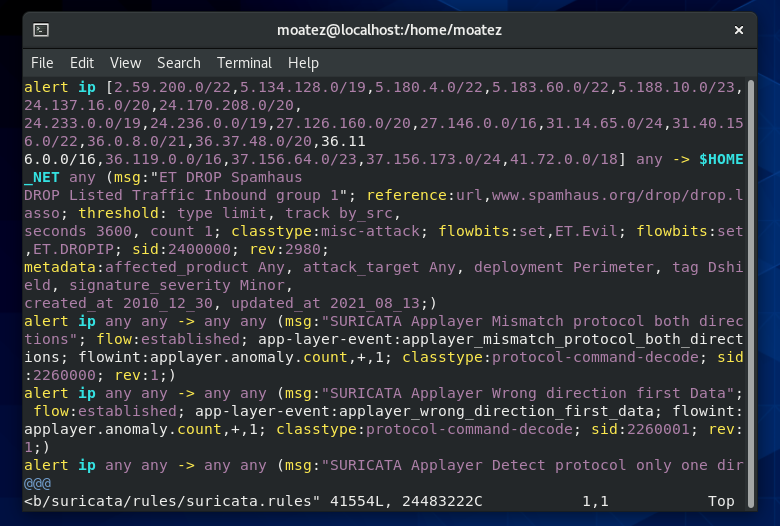 moatez@localhost:/home/moatez
File Edit View Search Terminal Help
alert ip [2.59.200.0/22,5.134.128.0/19,5.180.4.0/22,5.183.60.0/22,5.188.10.0/23,
24.137.16.0/20,24.170.208.0/20,
24.233.0.0/19,24.236.0.0/19,27.126.160.0/20,27.146.0.0/16,31.14.65.0/24,31.40.15
6.0/22,36.0.8.0/21,36.37.48.0/20,36.11
6.0.0/16,36.119.0.0/16,37.156.64.0/23,37.156.173.0/24,41.72.0.0/18] any -> $HOME
_NET any (msg:"ET DROP Spamhaus
DROP Listed Traffic Inbound group 1"; reference:url,www.spamhaus.org/drop/drop.l
asso; threshold: type limit, track by_src,
seconds 3600, count 1; classtype:misc-attack; flowbits:set,ET.Evil; flowbits:set
,ET.DROPIP; sid:2400000; rev:2980;
metadata:affected_product Any, attack_target Any, deployment Perimeter, tag Dshi
eld, signature_severity Minor,
created_at 2010_12_30, updated_at 2021_08_13;)
alert ip any any -> any any (msg:"SURICATA Applayer Mismatch protocol both direc
tions"; flow:established; app-layer-event:applayer_mismatch_protocol_both_direct
ions; flowint:applayer.anomaly.count,+,1; classtype:protocol-command-decode; sid
:2260000; rev:1;)
alert ip any any -> any any (msg:"SURICATA Applayer Wrong direction first Data";
 flow:established; app-layer-event:applayer_wrong_direction_first_data; flowint:
applayer.anomaly.count,+,1; classtype:protocol-command-decode; sid:2260001; rev:
1;)
alert ip any any -> any any (msg:"SURICATA Applayer Detect protocol only one dir
@@@
<b/suricata/rules/suricata.rules" 41554L, 24483222C 1,1 Top